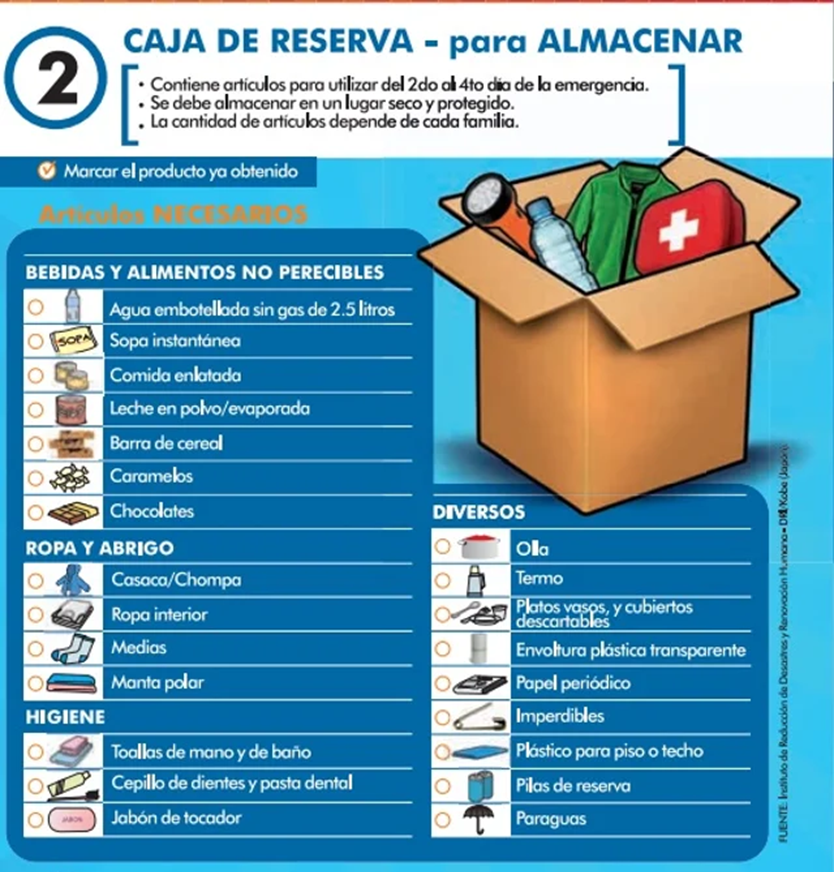 2
CAJA DE RESERVA - para ALMACENAR
• Contiene artículos para utilizar del 2do al 4to día de la emergencia.
• Se debe almacenar en un lugar seco y protegido.
• La cantidad de artículos depende de cada familia.
Marcar el producto ya obtenido
Artículos NECESARIOS
BEBIDAS Y ALIMENTOS NO PERECIBLES
Agua embotellada sin gas de 2.5 litros
SOPA
Sopa instantánea
Comida enlatada
Leche en polvo/evaporada
Barra de cereal
Caramelos
Chocolates
ROPA Y ABRIGO
Casaca/Chompa
Ropa interior
Medias
Manta polar
HIGIENE
Toallas de mano y de baño
Cepillo de dientes y pasta dental
JABON
Jabón de tocador
DIVERSOS
Olla
Termo
Platos vasos, y cubiertos
descartables
Envoltura plástica transparente
Papel periódico
Imperdibles
Plástico para piso o techo
Pilas de reserva
Paraguas
FUENTE: Instituto de Reducción de Desastres y Renovación Humana • DRI/Kobe (Japón)